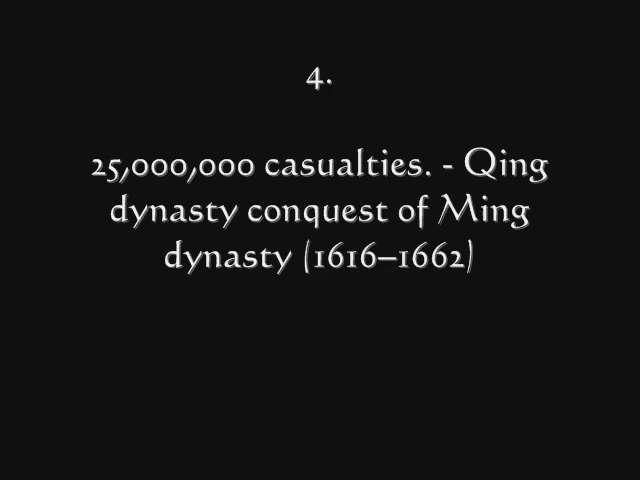 4.
25,000,000 casualties. - Qing
dynasty conquest of Ming
dynasty (1616–1662)